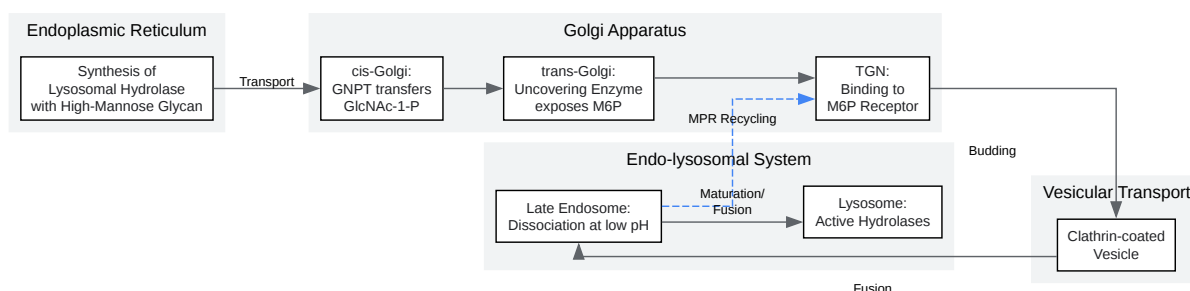 Endoplasmic Reticulum
Synthesis of
Lysosomal Hydrolase
with High-Mannose Glycan
Transport
Golgi Apparatus
cis-Golgi:
GNPT transfers
GlcNAc-1-P
trans-Golgi:
Uncovering Enzyme
exposes M6P
TGN:
Binding to
M6P Receptor
MPR Recycling
Budding
Endo-lysosomal System
Late Endosome:
Dissociation at low pH
Maturation/
Fusion
Lysosome:
Active Hydrolases
Vesicular Transport
Clathrin-coated
Vesicle
Fusion